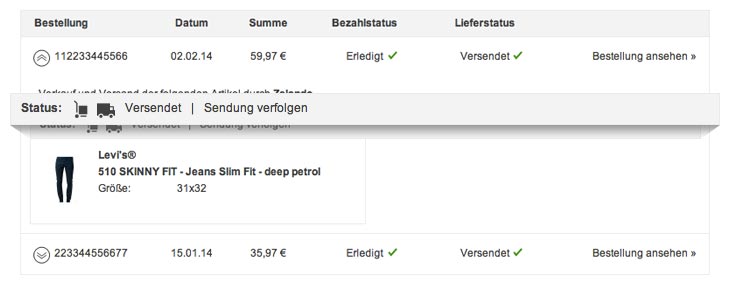 Bestellung Datum Summe Bezahlstatus Lieferstatus
112233445566 02.02.14 59,97 € Erledigt Versendet Bestellung ansehen »
Verkauf und Versand der folgenden Artikel durch Zalando
Status: Versendet | Sendung verfolgen
Status: Versendet | Sendung verfolgen
Levi's®
510 SKINNY FIT - Jeans Slim Fit - deep petrol
Größe: 31x32
223344556677 15.01.14 35,97 € Erledigt Versendet Bestellung ansehen »